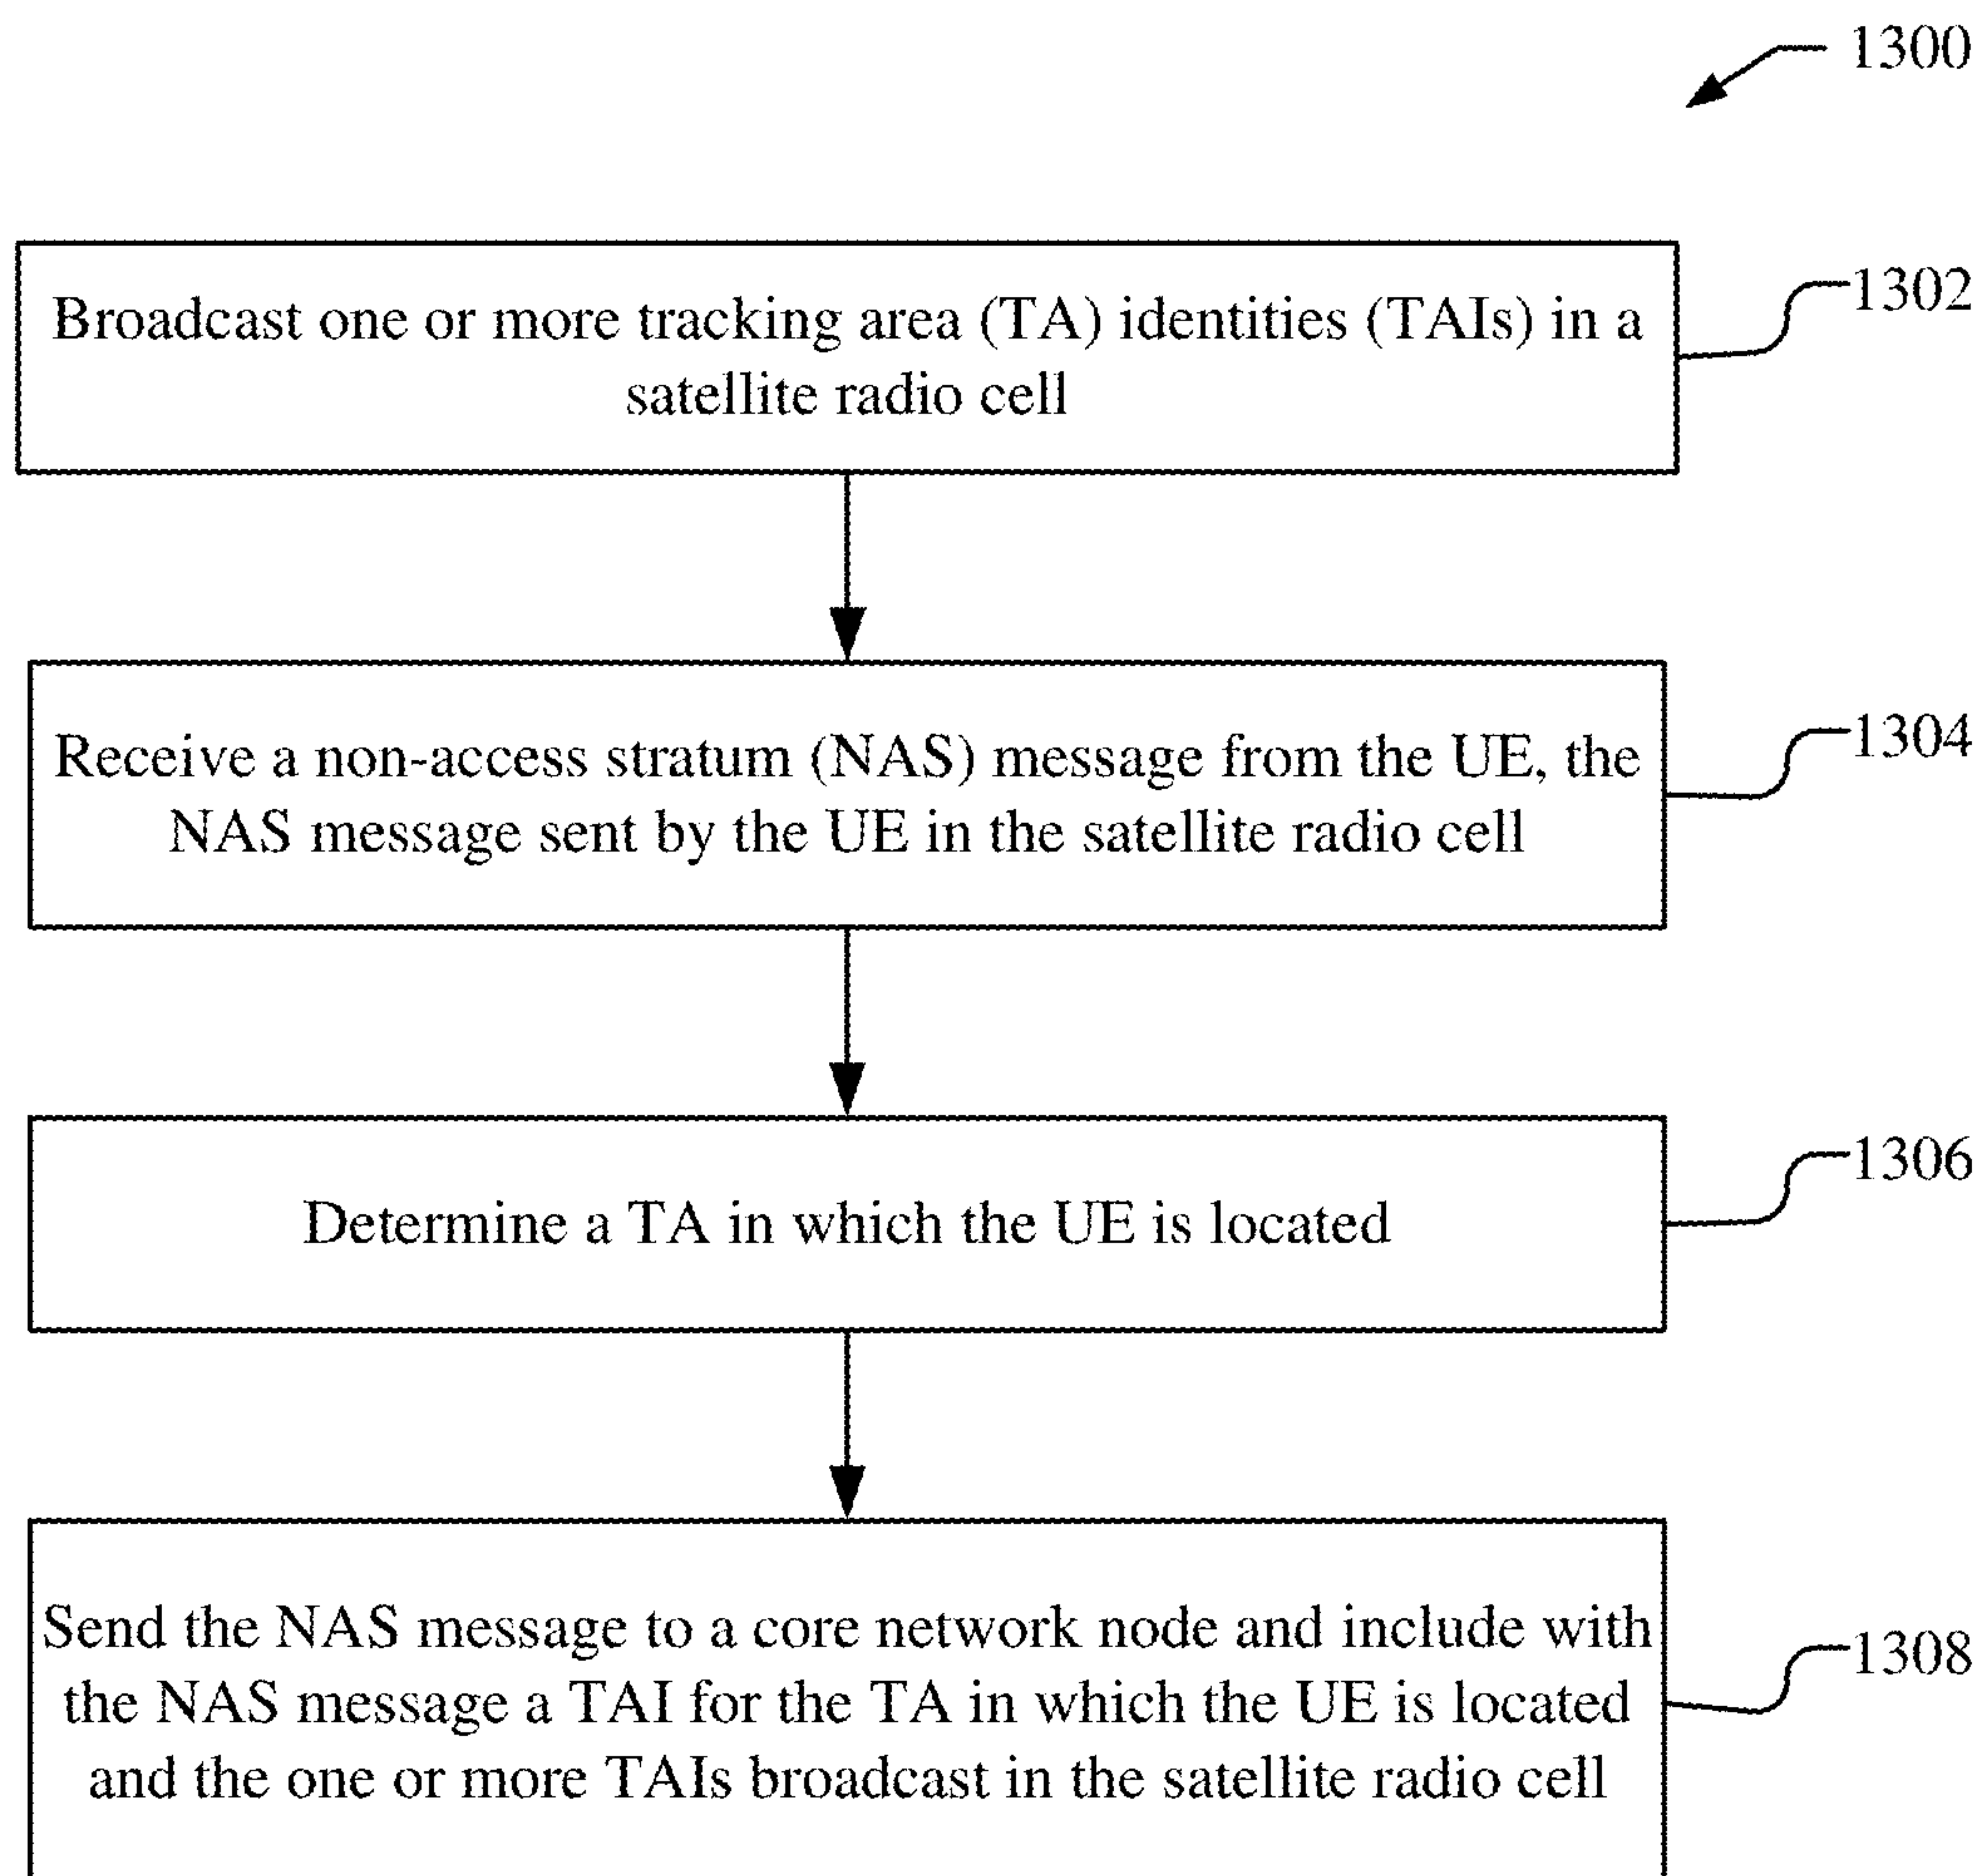 1300
Broadcast one or more tracking area (TA) identities (TAIs) in a
satellite radio cell
1302
Receive a non-access stratum (NAS) message from the UE, the
NAS message sent by the UE in the satellite radio cell
1304
Determine a TA in which the UE is located
1306
Send the NAS message to a core network node and include with
the NAS message a TAI for the TA in which the UE is located
and the one or more TAIs broadcast in the satellite radio cell
1308